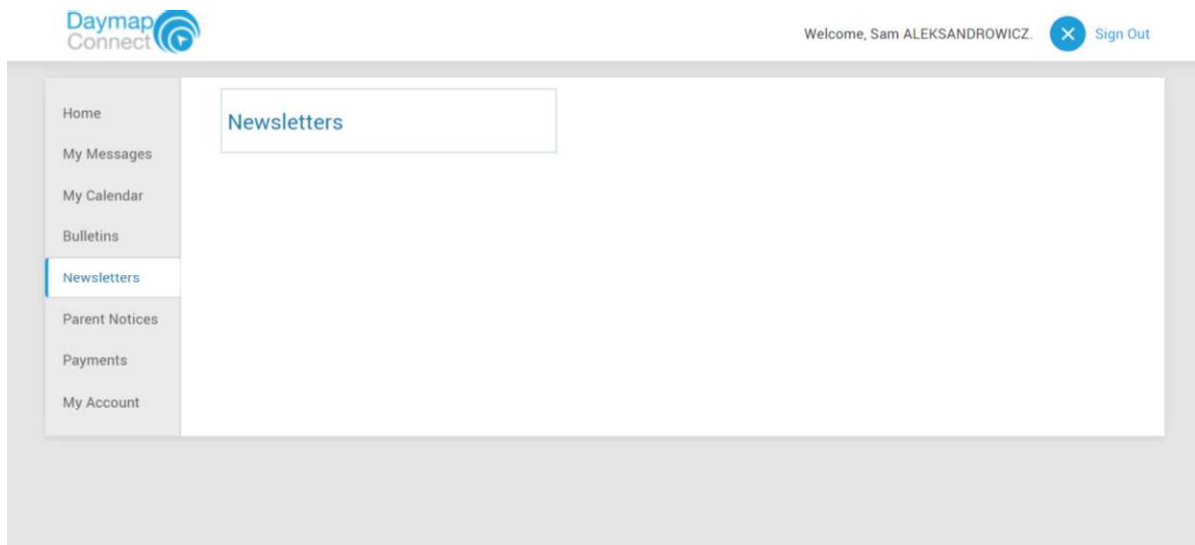 Daymap
Connect
Welcome, Sam ALEKSANDROWICZ.
Sign Out
Home
My Messages
My Calendar
Bulletins
Newsletters
Parent Notices
Payments
My Account
Newsletters